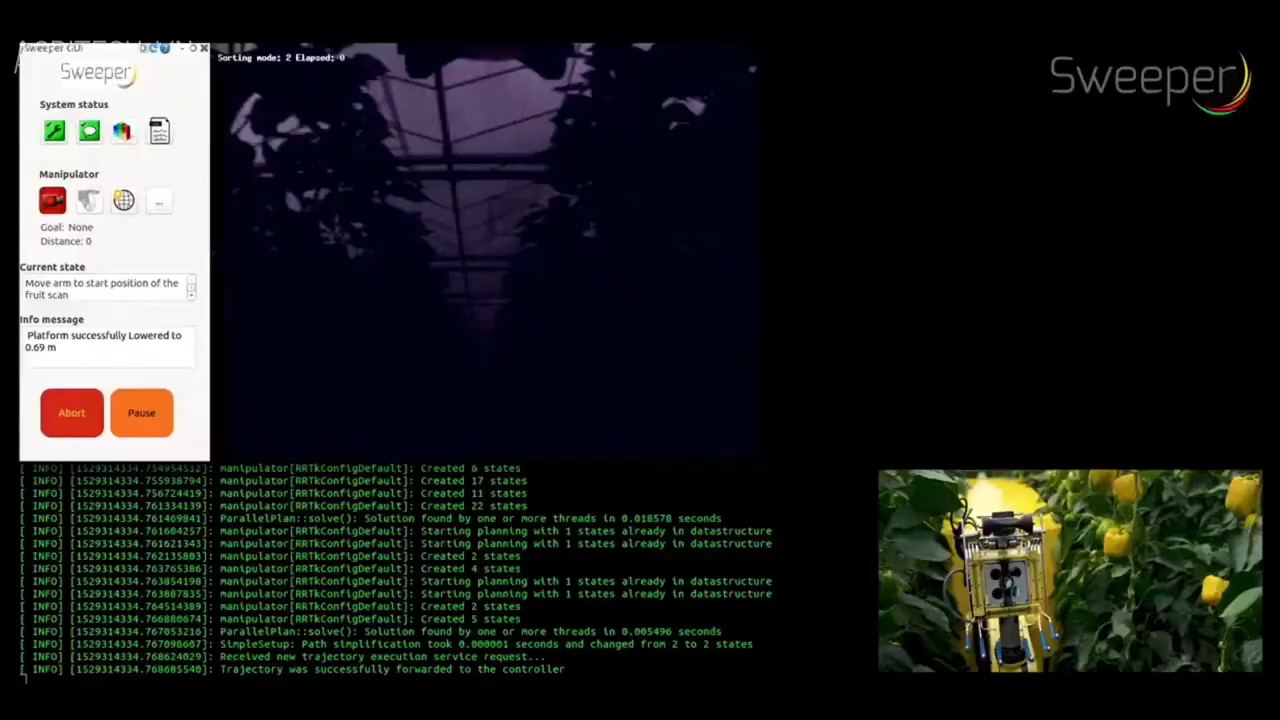 Sweeper GUI
Sweeper
System status
Manipulator
...
Goal: None
Distance: 0
Current state
Move arm to start position of the
fruit scan
Info message
Platform successfully Lowered to
0.69 m
Abort
Pause
Sorting mode: 2 Elapsed: 0
Sweeper
[ INFO] [1529314334.754954512]: manipulator[RRTkConfigDefault]: Created 6 states
[ INFO] [1529314334.755938794]: manipulator[RRTkConfigDefault]: Created 17 states
[ INFO] [1529314334.756724419]: manipulator[RRTkConfigDefault]: Created 11 states
[ INFO] [1529314334.761334139]: manipulator[RRTkConfigDefault]: Created 22 states
[ INFO] [1529314334.761469841]: ParallelPlan::solve(): Solution found by one or more threads in 0.018578 seconds
[ INFO] [1529314334.761604257]: manipulator[RRTkConfigDefault]: Starting planning with 1 states already in datastructure
[ INFO] [1529314334.761621343]: manipulator[RRTkConfigDefault]: Starting planning with 1 states already in datastructure
[ INFO] [1529314334.762135803]: manipulator[RRTkConfigDefault]: Created 2 states
[ INFO] [1529314334.763765386]: manipulator[RRTkConfigDefault]: Created 4 states
[ INFO] [1529314334.763854198]: manipulator[RRTkConfigDefault]: Starting planning with 1 states already in datastructure
[ INFO] [1529314334.763887835]: manipulator[RRTkConfigDefault]: Starting planning with 1 states already in datastructure
[ INFO] [1529314334.764514389]: manipulator[RRTkConfigDefault]: Created 2 states
[ INFO] [1529314334.766880674]: manipulator[RRTkConfigDefault]: Created 5 states
[ INFO] [1529314334.767053216]: ParallelPlan::solve(): Solution found by one or more threads in 0.005496 seconds
[ INFO] [1529314334.767098607]: SimpleSetup: Path simplification took 0.000001 seconds and changed from 2 to 2 states
[ INFO] [1529314334.768624029]: Received new trajectory execution service request...
[ INFO] [1529314334.768685540]: Trajectory was successfully forwarded to the controller